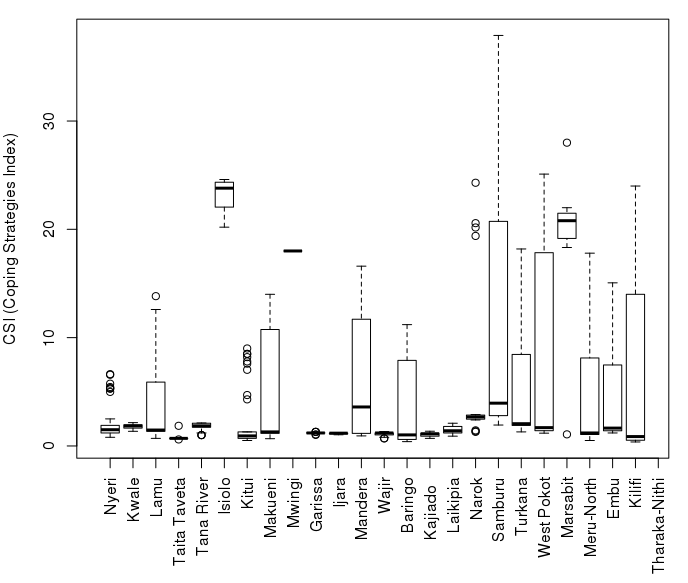 CSI (Coping Strategies Index)
30
20
10
0
Nyeri
Kwale
Lamu
Taita Taveta
Tana River
Isiolo
Kitui
Makueni
Mwingi
Garissa
Ijara
Mandera
Wajir
Baringo
Kajiado
Laikipia
Narok
Samburu
Turkana
West Pokot
Marsabit
Meru-North
Embu
Kilifi
Tharaka-Nithi